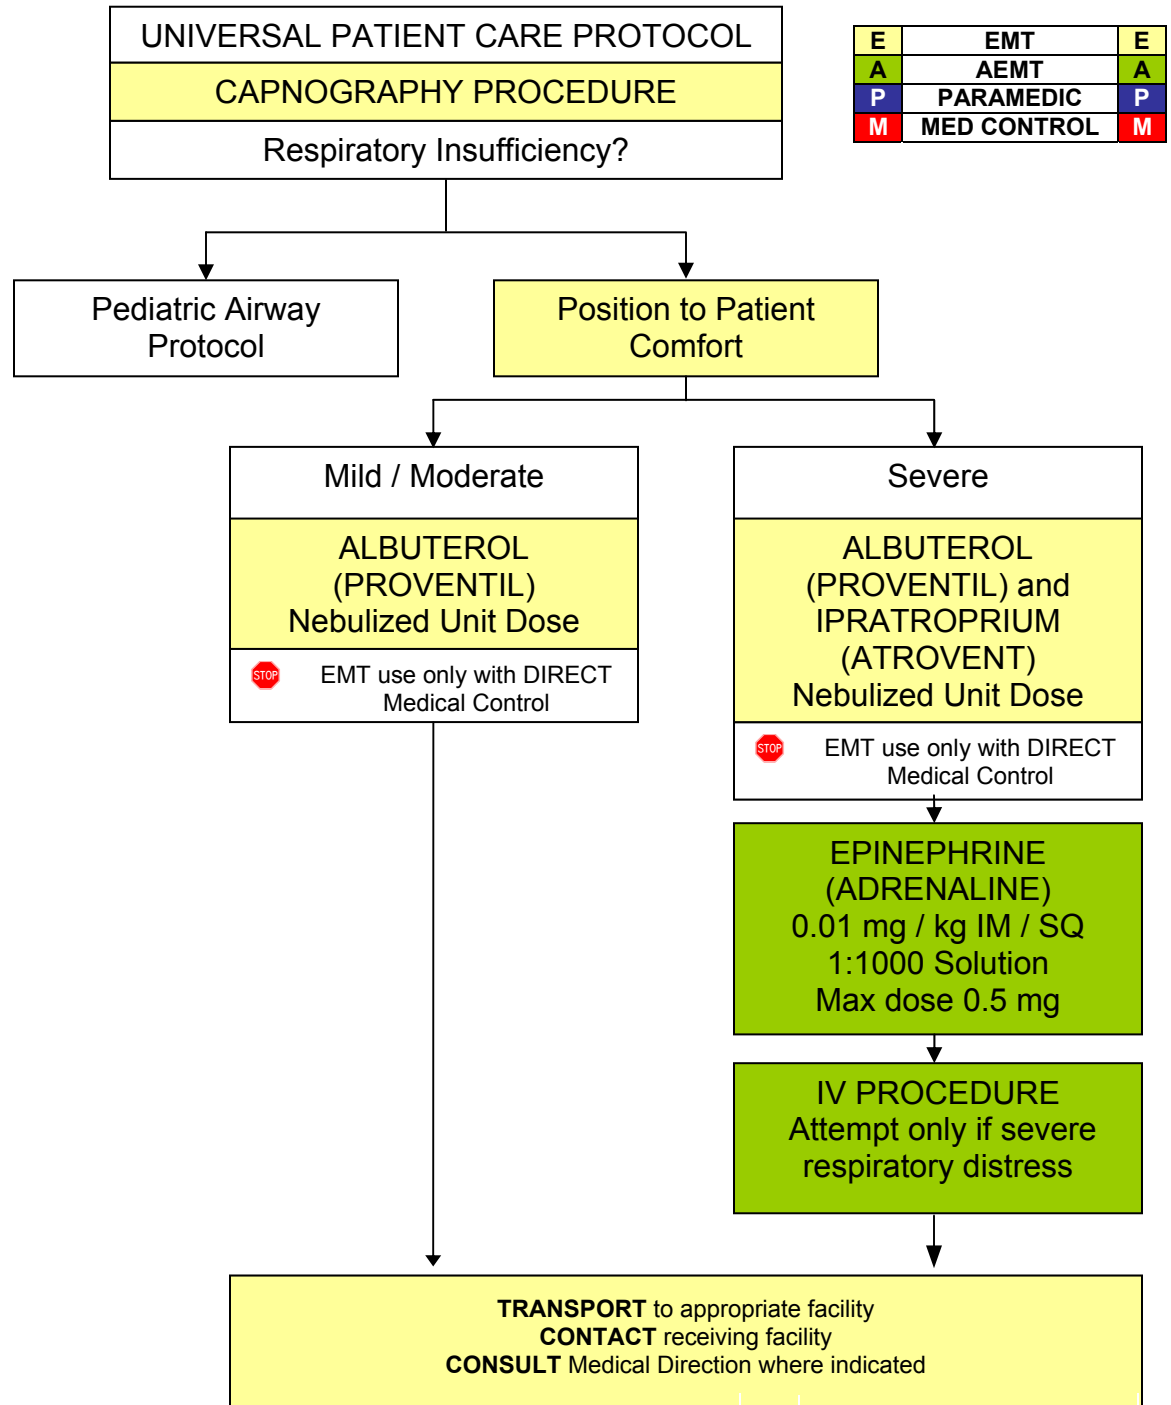 UNIVERSAL PATIENT CARE PROTOCOL
CAPNOGRAPHY PROCEDURE
Respiratory Insufficiency?
E EMT E
A AEMT A
P PARAMEDIC P
M MED CONTROL M
Pediatric Airway
Protocol
Position to Patient
Comfort
Mild / Moderate
ALBUTEROL
(PROVENTIL)
Nebulized Unit Dose
STOP EMT use only with DIRECT
Medical Control
Severe
ALBUTEROL
(PROVENTIL) and
IPRATROPRIUM
(ATROVENT)
Nebulized Unit Dose
STOP EMT use only with DIRECT
Medical Control
EPINEPHRINE
(ADRENALINE)
0.01 mg / kg IM / SQ
1:1000 Solution
Max dose 0.5 mg
IV PROCEDURE
Attempt only if severe
respiratory distress
TRANSPORT to appropriate facility
CONTACT receiving facility
CONSULT Medical Direction where indicated